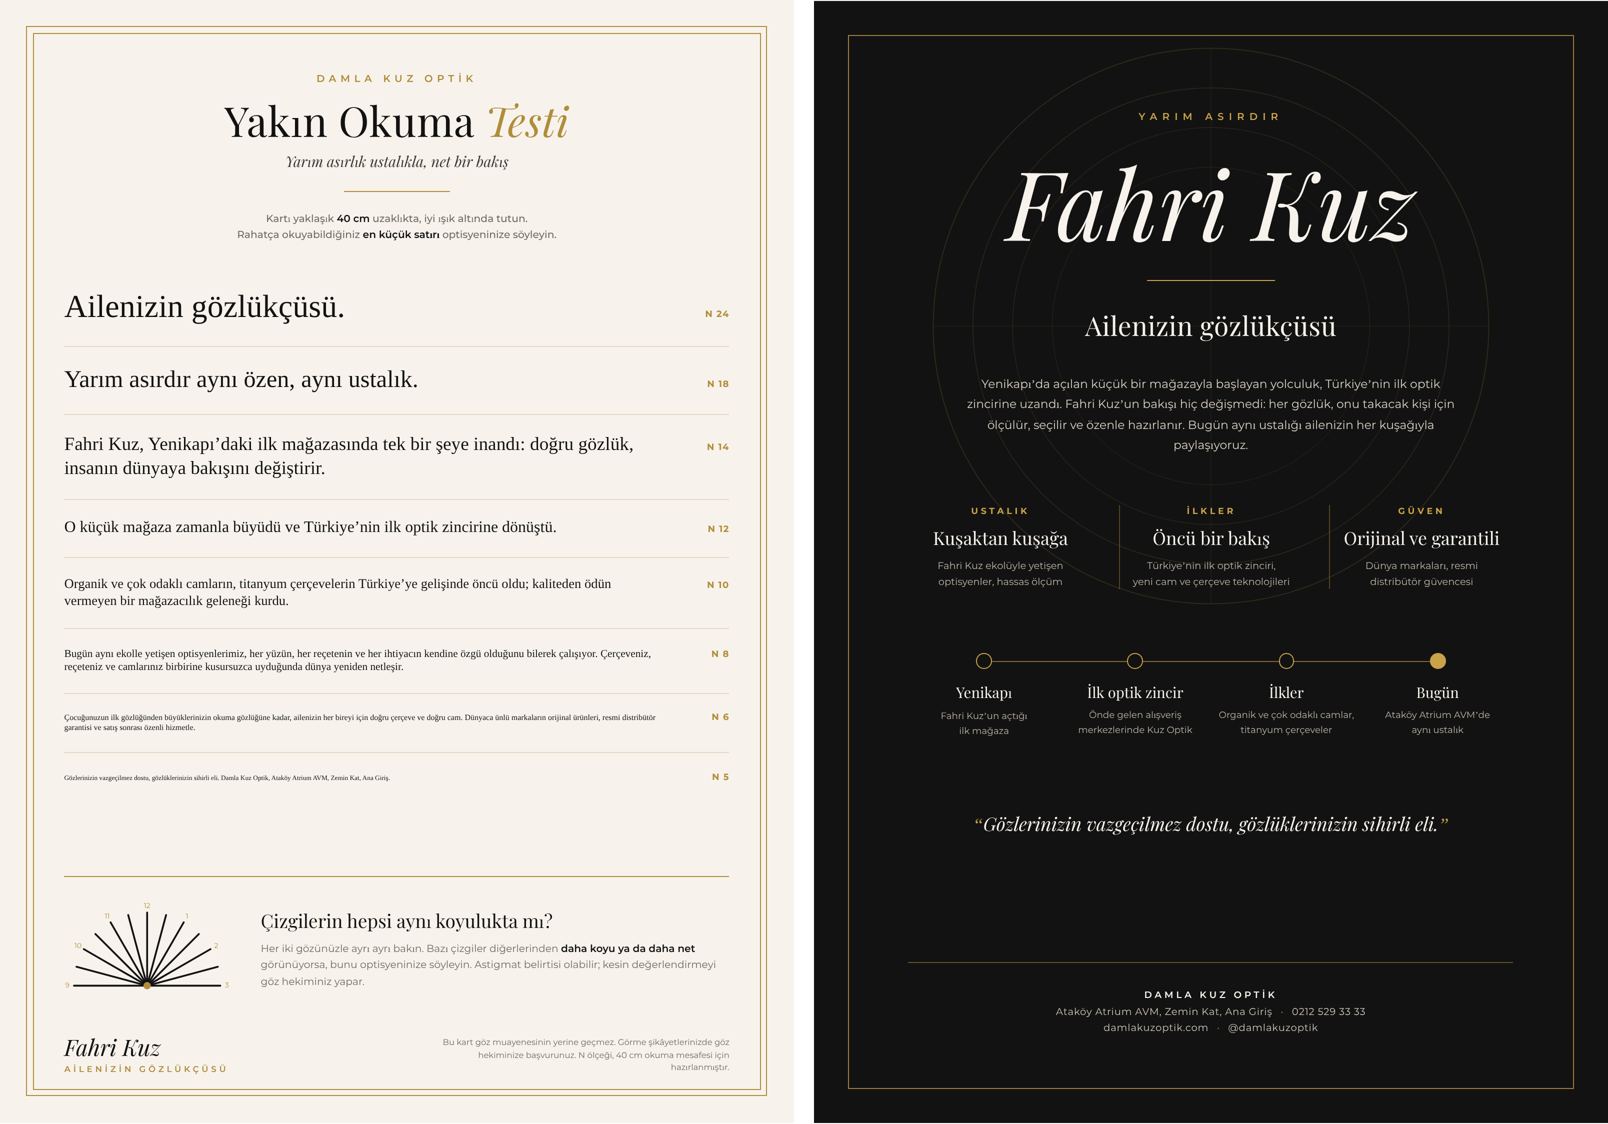 DAMLA KUZ OPTİK
Yakın Okuma Testi
Yarım asırlık ustalıkla, net bir bakış
Kartı yaklaşık 40 cm uzaklıkta, iyi ışık altında tutun.
Rahatça okuyabildiğiniz en küçük satırı optisyeninize söyleyin.
Ailenizin gözlükçüsü.
N 24
Yarım asırdır aynı özen, aynı ustalık.
N 18
Fahri Kuz, Yenikapı’daki ilk mağazasında tek bir şeye inandı: doğru gözlük,
insanın dünyaya bakışını değiştirir.
N 14
O küçük mağaza zamanla büyüdü ve Türkiye’nin ilk optik zincirine dönüştü.
N 12
Organik ve çok odaklı camların, titanyum çerçevelerin Türkiye’ye gelişinde öncü oldu; kaliteden ödün
vermeyen bir mağazacılık geleneği kurdu.
N 10
Bugün aynı ekolle yetişen optisyenlerimiz, her yüzün, her reçetenin ve her ihtiyacın kendine özgü olduğunu bilerek çalışıyor. Çerçeveniz,
reçeteniz ve camlarınız birbirine kusursuzca uyduğunda dünya yeniden netleşir.
N 8
Çocuğunuzun ilk gözlüğünden büyüklerinizin okuma gözlüğüne kadar, ailenizin her bireyi için doğru çerçeve ve doğru cam. Dünyaca ünlü markaların orijinal ürünleri, resmi distribütör
garantisi ve satış sonrası özenli hizmetle.
N 6
Gözlerinizin vazgeçilmez dostu, gözlüklerinizin sihirli eli. Damla Kuz Optik, Ataköy Atrium AVM, Zemin Kat, Ana Giriş.
N 5
9
10
11
12
1
2
3
Çizgilerin hepsi aynı koyulukta mı?
Her iki gözünüzle ayrı ayrı bakın. Bazı çizgiler diğerlerinden daha koyu ya da daha net
görünüyorsa, bunu optisyeninize söyleyin. Astigmat belirtisi olabilir; kesin değerlendirmeyi
göz hekiminiz yapar.
Fahri Kuz
AİLENİZİN GÖZLÜKÇÜSÜ
Bu kart göz muayenesinin yerine geçmez. Görme şikâyetlerinizde göz
hekiminize başvurunuz. N ölçeği, 40 cm okuma mesafesi için
hazırlanmıştır.
YARIM ASIRDIR
Fahri Kuz
Ailenizin gözlükçüsü
Yenikapı’da açılan küçük bir mağazayla başlayan yolculuk, Türkiye’nin ilk optik
zincirine uzandı. Fahri Kuz’un bakışı hiç değişmedi: her gözlük, onu takacak kişi için
ölçülür, seçilir ve özenle hazırlanır. Bugün aynı ustalığı ailenizin her kuşağıyla
paylaşıyoruz.
USTALIK
Kuşaktan kuşağa
Fahri Kuz ekolüyle yetişen
optisyenler, hassas ölçüm
İLKLER
Öncü bir bakış
Türkiye’nin ilk optik zinciri,
yeni cam ve çerçeve teknolojileri
GÜVEN
Orijinal ve garantili
Dünya markaları, resmi
distribütör güvencesi
Yenikapı
Fahri Kuz’un açtığı
ilk mağaza
İlk optik zincir
Önde gelen alışveriş
merkezlerinde Kuz Optik
İlkler
Organik ve çok odaklı camlar,
titanyum çerçeveler
Bugün
Ataköy Atrium AVM’de
aynı ustalık
“Gözlerinizin vazgeçilmez dostu, gözlüklerinizin sihirli eli.”
DAMLA KUZ OPTİK
Ataköy Atrium AVM, Zemin Kat, Ana Giriş · 0212 529 33 33
damlakuzoptik.com · @damlakuzoptik